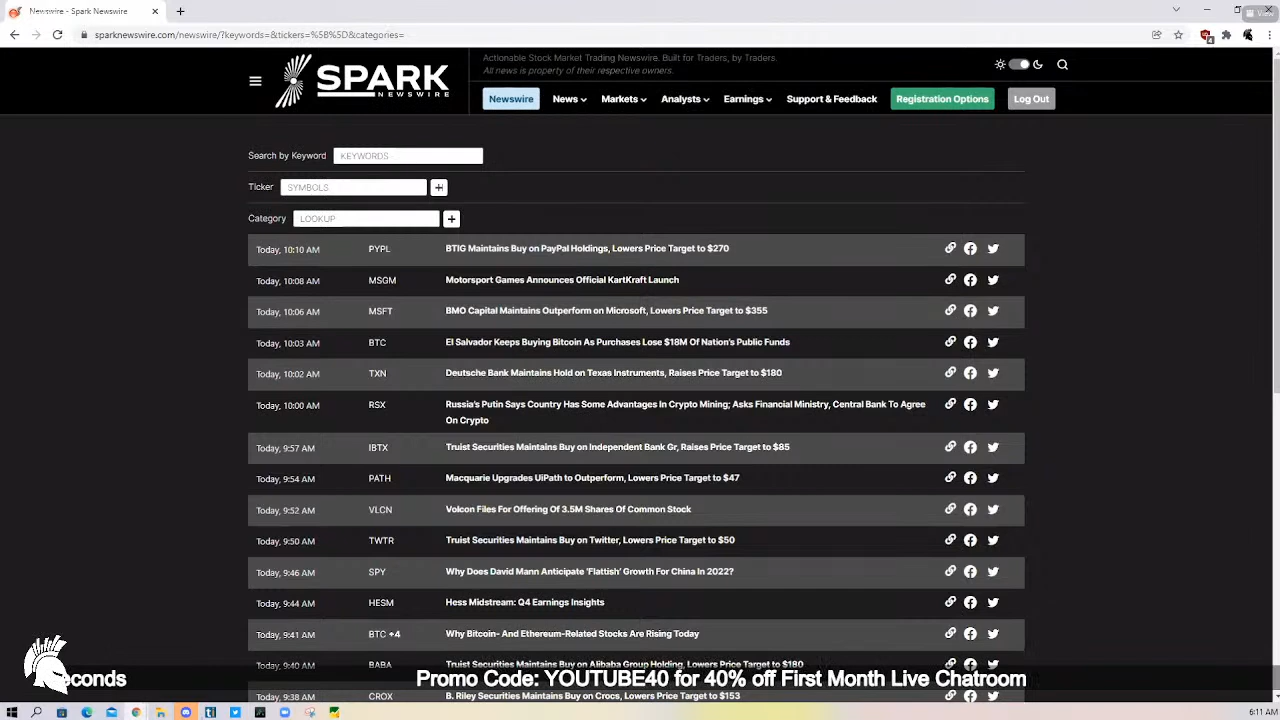 Newswire - Spark Newswire
View
sparknewswire.com/newswire/?keywords=&tickers=%5B%5D&categories=
SPARK
NEWSWIRE
Actionable Stock Market Trading Newswire. Built for Traders, by Traders.
All news is property of their respective owners.
Newswire News Markets Analysts Earnings Support & Feedback Registration Options Log Out
Search by Keyword KEYWORDS
Ticker SYMBOLS +
Category LOOKUP +
Today, 10:10 AM PYPL BTIG Maintains Buy on PayPal Holdings, Lowers Price Target to $270
Today, 10:08 AM MSGM Motorsport Games Announces Official KartKraft Launch
Today, 10:06 AM MSFT BMO Capital Maintains Outperform on Microsoft, Lowers Price Target to $355
Today, 10:03 AM BTC El Salvador Keeps Buying Bitcoin As Purchases Lose $18M Of Nation's Public Funds
Today, 10:02 AM TXN Deutsche Bank Maintains Hold on Texas Instruments, Raises Price Target to $180
Today, 10:00 AM RSX Russia's Putin Says Country Has Some Advantages In Crypto Mining; Asks Financial Ministry, Central Bank To Agree
On Crypto
Today, 9:57 AM IBTX Truist Securities Maintains Buy on Independent Bank Gr, Raises Price Target to $85
Today, 9:54 AM PATH Macquarie Upgrades UiPath to Outperform, Lowers Price Target to $47
Today, 9:52 AM VLCN Volcon Files For Offering Of 3.5M Shares Of Common Stock
Today, 9:50 AM TWTR Truist Securities Maintains Buy on Twitter, Lowers Price Target to $50
Today, 9:46 AM SPY Why Does David Mann Anticipate 'Flattish' Growth For China In 2022?
Today, 9:44 AM HESM Hess Midstream: Q4 Earnings Insights
Today, 9:41 AM BTC +4 Why Bitcoin- And Ethereum-Related Stocks Are Rising Today
Today, 9:40 AM BABA Truist Securities Maintains Buy on Alibaba Group Holding, Lowers Price Target to $180
econds Promo Code: YOUTUBE40 for 40% off First Month Live Chatroom
Today, 9:38 AM CROX B. Riley Securities Maintains Buy on Crocs, Lowers Price Target to $153
6:11 AM